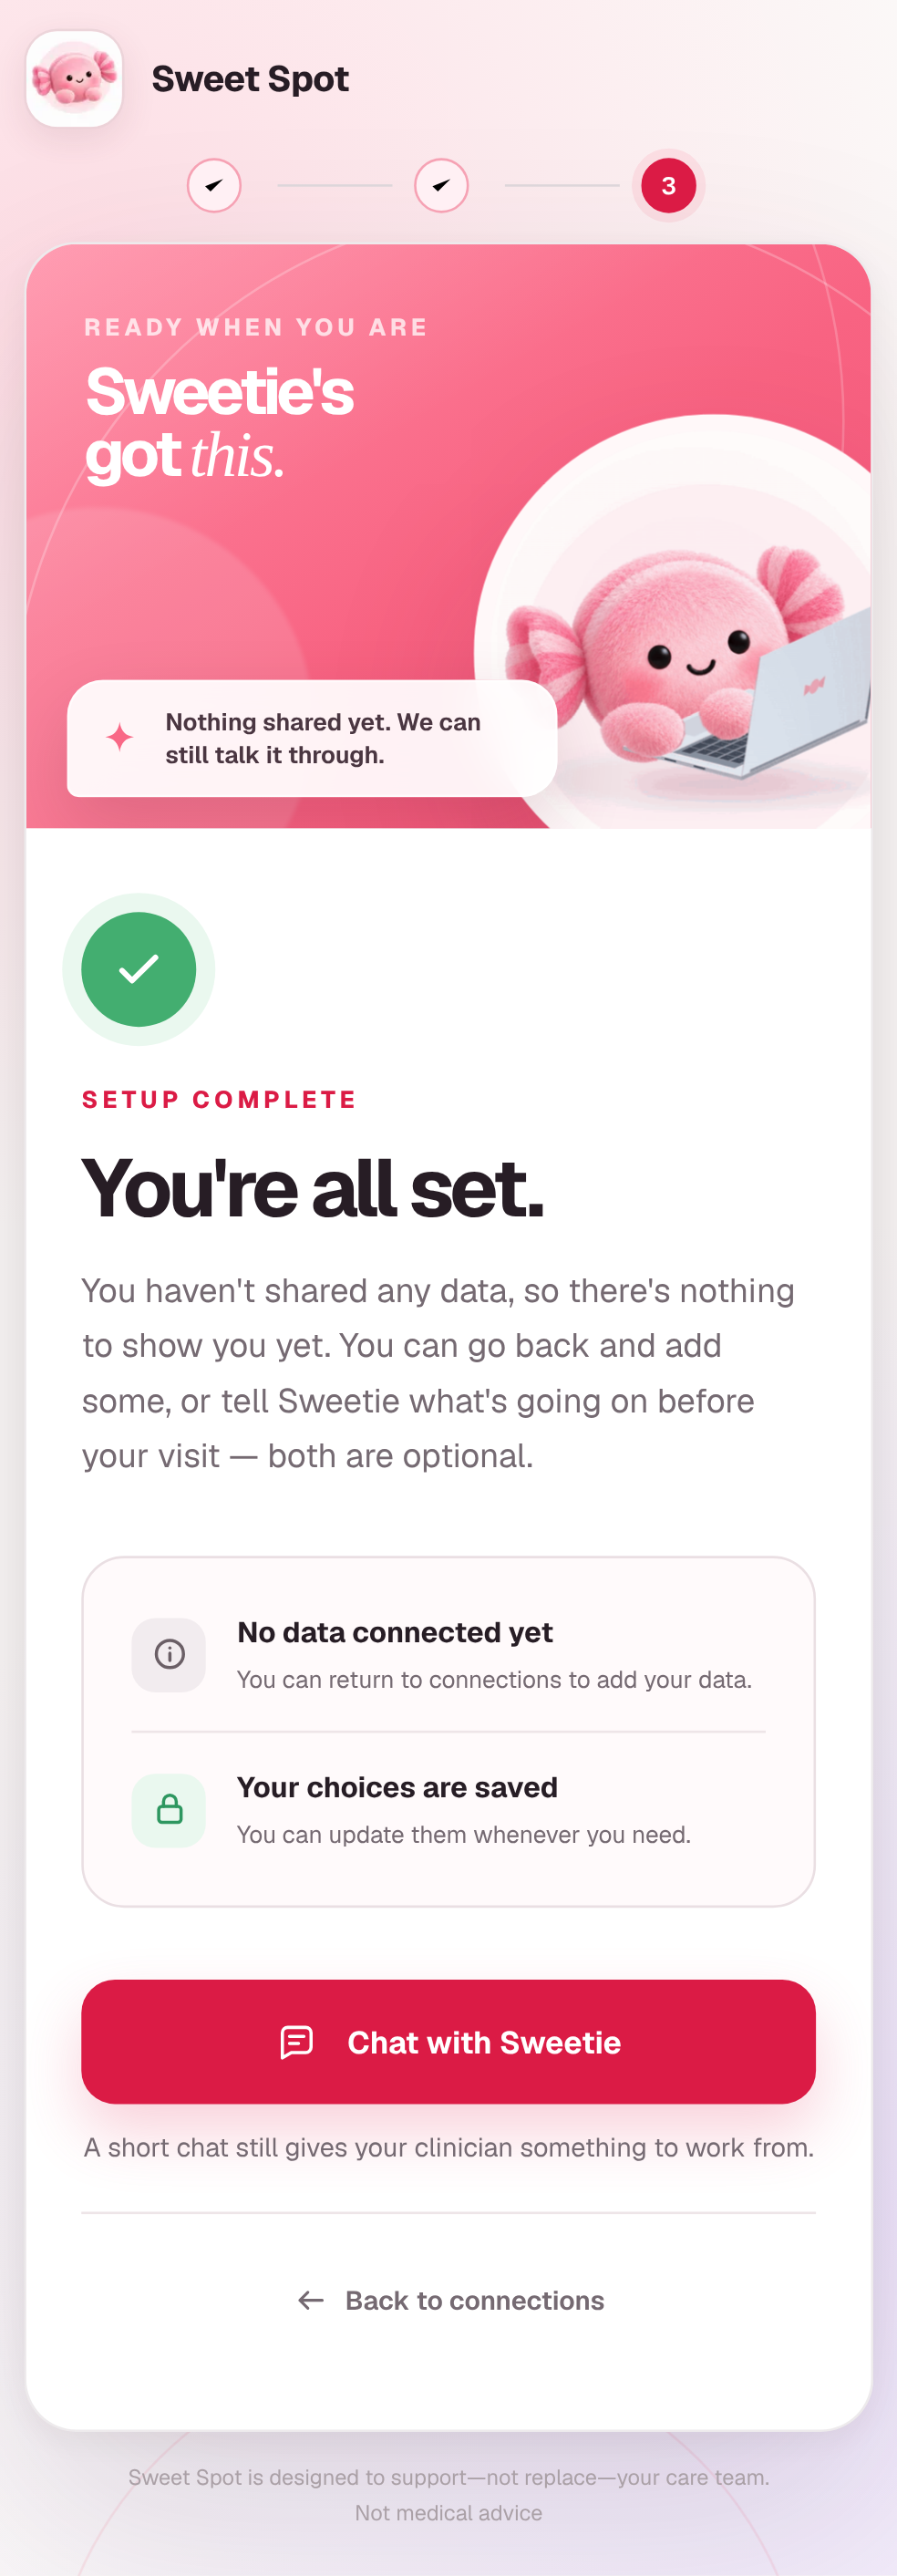 Sweet Spot
3
READY WHEN YOU ARE
Sweetie's
got this.
Nothing shared yet. We can
still talk it through.
SETUP COMPLETE
You're all set.
You haven't shared any data, so there's nothing
to show you yet. You can go back and add
some, or tell Sweetie what's going on before
your visit — both are optional.
No data connected yet
You can return to connections to add your data.
Your choices are saved
You can update them whenever you need.
Chat with Sweetie
A short chat still gives your clinician something to work from.
Back to connections
Sweet Spot is designed to support—not replace—your care team.
Not medical advice